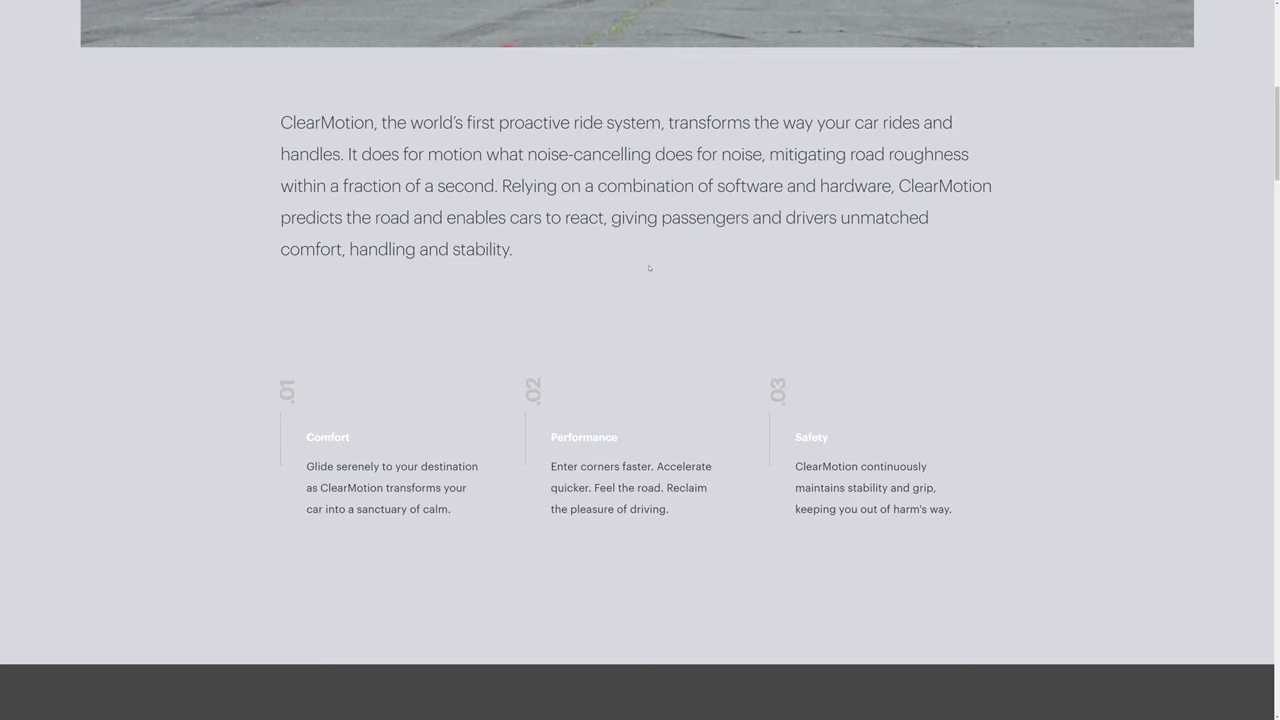 ClearMotion, the world’s first proactive ride system, transforms the way your car rides and
handles. It does for motion what noise-cancelling does for noise, mitigating road roughness
within a fraction of a second. Relying on a combination of software and hardware, ClearMotion
predicts the road and enables cars to react, giving passengers and drivers unmatched
comfort, handling and stability.
.01
Comfort
Glide serenely to your destination
as ClearMotion transforms your
car into a sanctuary of calm.
.02
Performance
Enter corners faster. Accelerate
quicker. Feel the road. Reclaim
the pleasure of driving.
.03
Safety
ClearMotion continuously
maintains stability and grip,
keeping you out of harm's way.